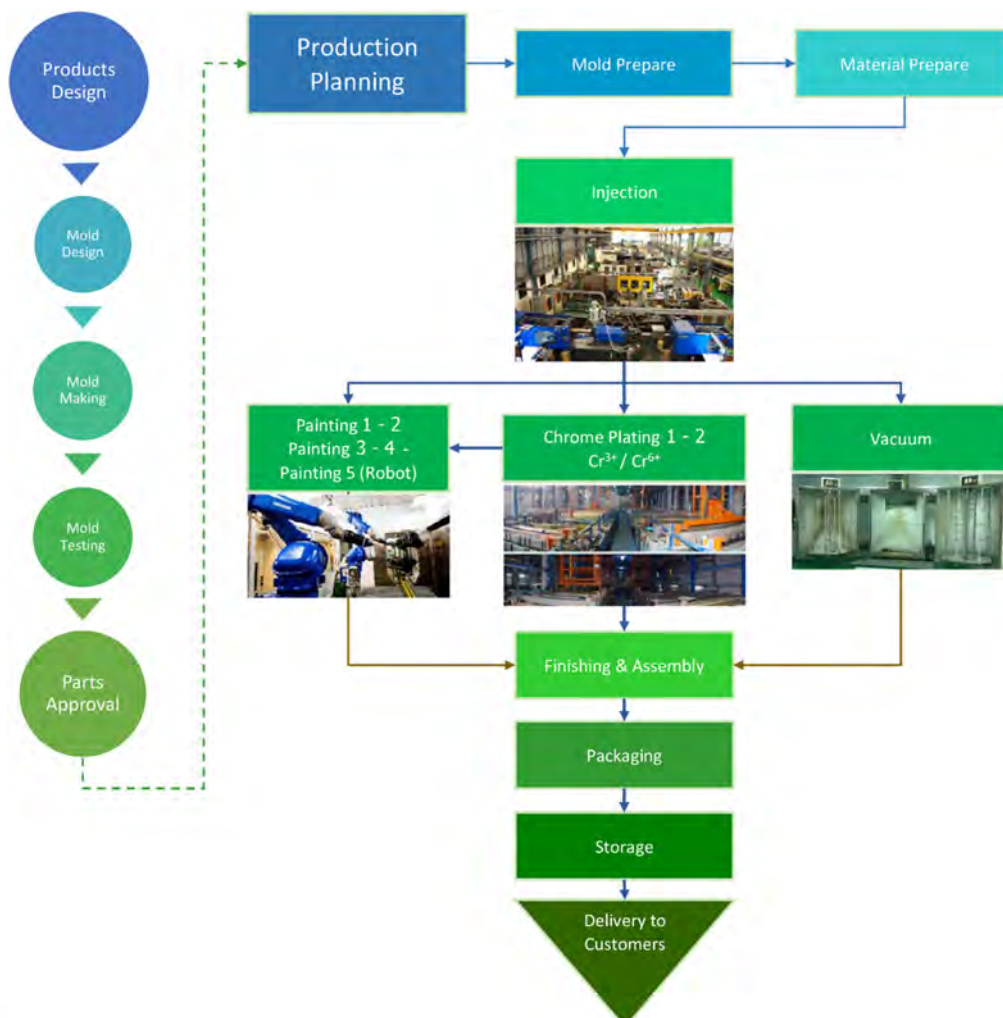 Products
Design
Mold
Design
Mold
Making
Mold
Testing
Parts
Approval
Production
Planning
Mold Prepare
Material Prepare
Injection
Painting 1 - 2
Painting 3 - 4 -
Painting 5 (Robot)
Chrome Plating 1 - 2
Cr³⁺ / Cr⁶⁺
Vacuum
Finishing & Assembly
Packaging
Storage
Delivery to
Customers